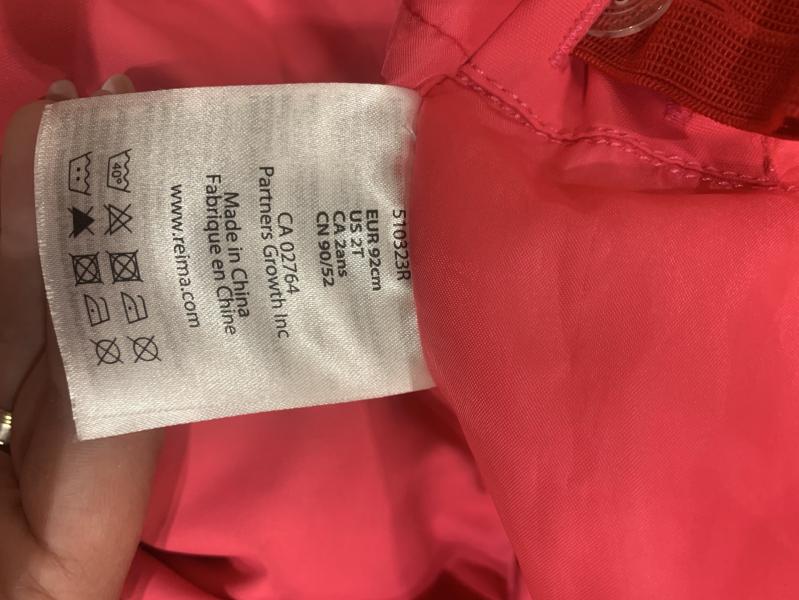 510323R
EUR 92cm
US 2T
CA 2ans
CN 90/52
CA 02764
Partners Growth Inc
Made in China
Fabrique en Chine
www.reima.com
40°